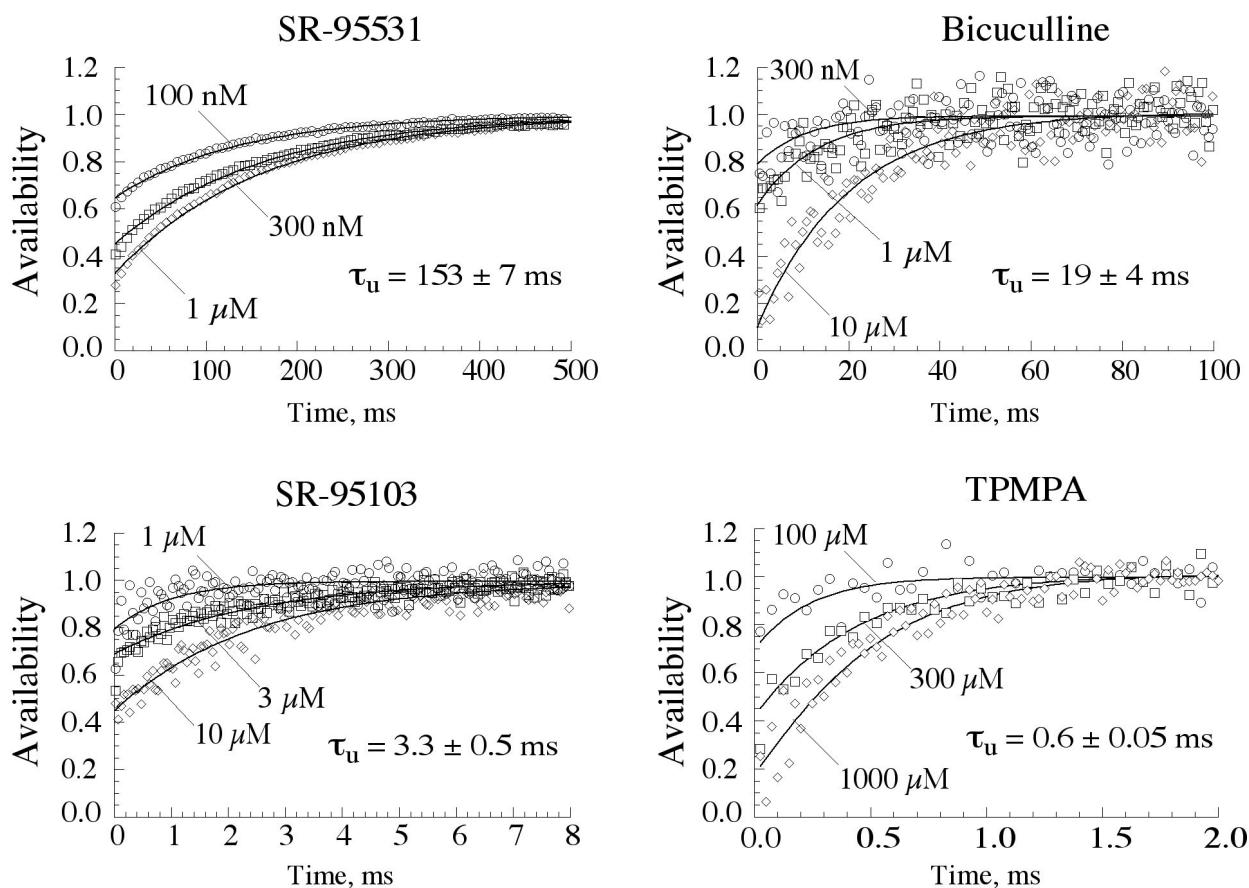 SR-95531
Availability
1.2
1.0
0.8
0.6
0.4
0.2
0.0
100 nM
300 nM
1 µM
τu = 153 ± 7 ms
0 100 200 300 400 500
Time, ms
Bicuculline
Availability
1.2
1.0
0.8
0.6
0.4
0.2
0.0
300 nM
1 µM
10 µM
τu = 19 ± 4 ms
0 20 40 60 80 100
Time, ms
SR-95103
Availability
1.2
1.0
0.8
0.6
0.4
0.2
0.0
1 µM
3 µM
10 µM
τu = 3.3 ± 0.5 ms
0 1 2 3 4 5 6 7 8
Time, ms
TPMPA
Availability
1.2
1.0
0.8
0.6
0.4
0.2
0.0
100 µM
300 µM
1000 µM
τu = 0.6 ± 0.05 ms
0.0 0.5 1.0 1.5 2.0
Time, ms